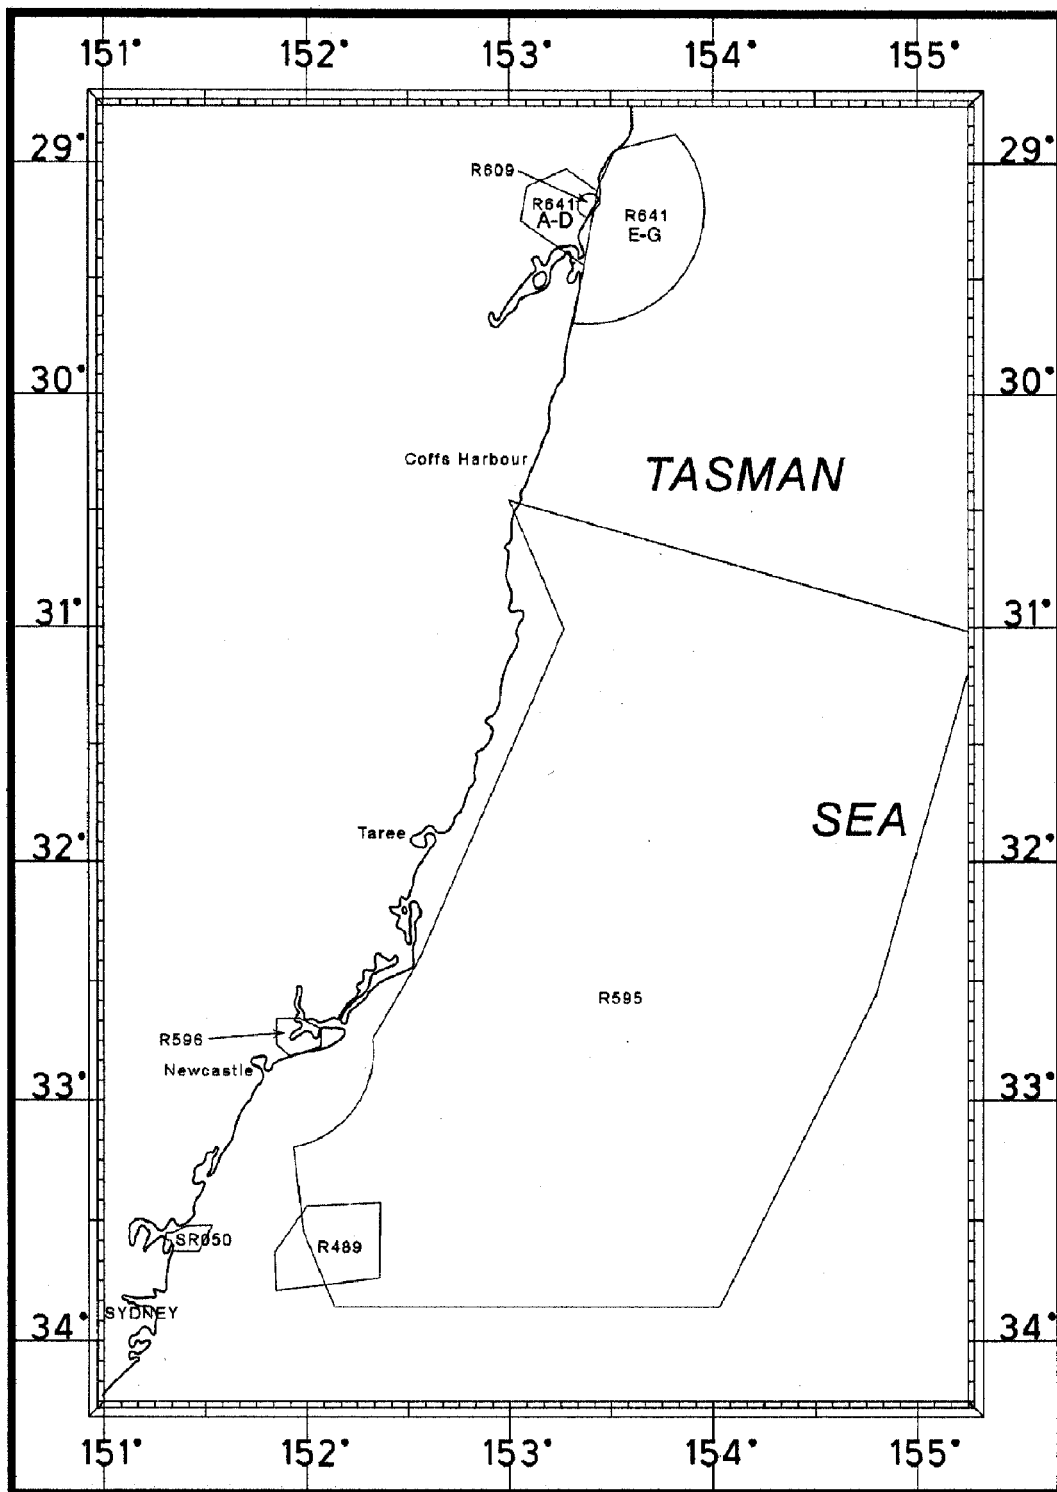 151° 152° 153° 154° 155°
29° 29°
R609
R641
A-D
R641
E-G
30° 30°
Coffs Harbour
TASMAN
31° 31°
SEA
Taree
32° 32°
R595
R596
Newcastle
33° 33°
SR050
R489
SYDNEY
34° 34°
151° 152° 153° 154° 155°